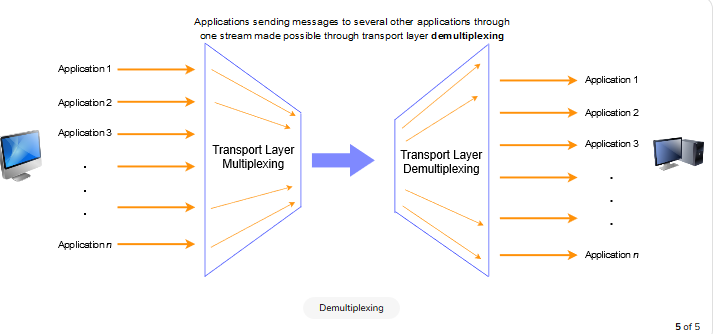 Applications sending messages to several other applications through
one stream made possible through transport layer demultiplexing
Application 1
Application 2
Application 3
.
.
.
Application n
Transport Layer
Multiplexing
Transport Layer
Demultiplexing
Application 1
Application 2
Application 3
.
.
.
Application n
Demultiplexing
5 of 5